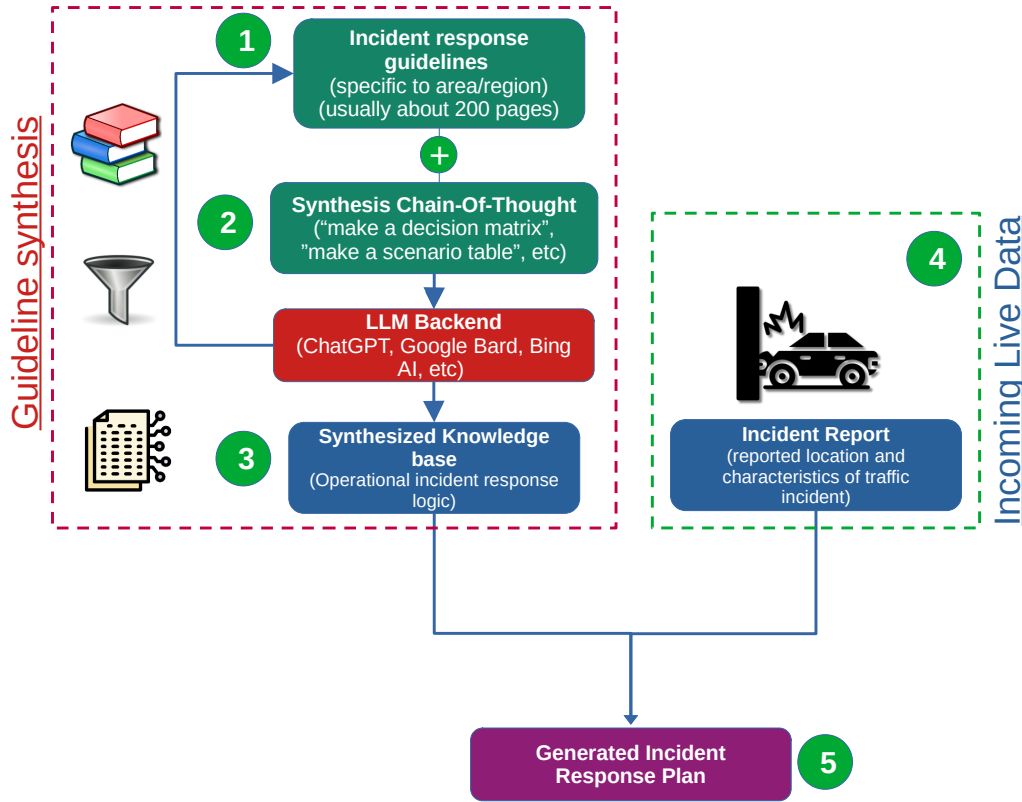 Guideline synthesis
1
Incident response
guidelines
(specific to area/region)
(usually about 200 pages)
+
2
Synthesis Chain-Of-Thought
(“make a decision matrix”,
”make a scenario table”, etc)
LLM Backend
(ChatGPT, Google Bard, Bing
AI, etc)
3
Synthesized Knowledge
base
(Operational incident response
logic)
Incoming Live Data
4
Incident Report
(reported location and
characteristics of traffic
incident)
Generated Incident
Response Plan
5